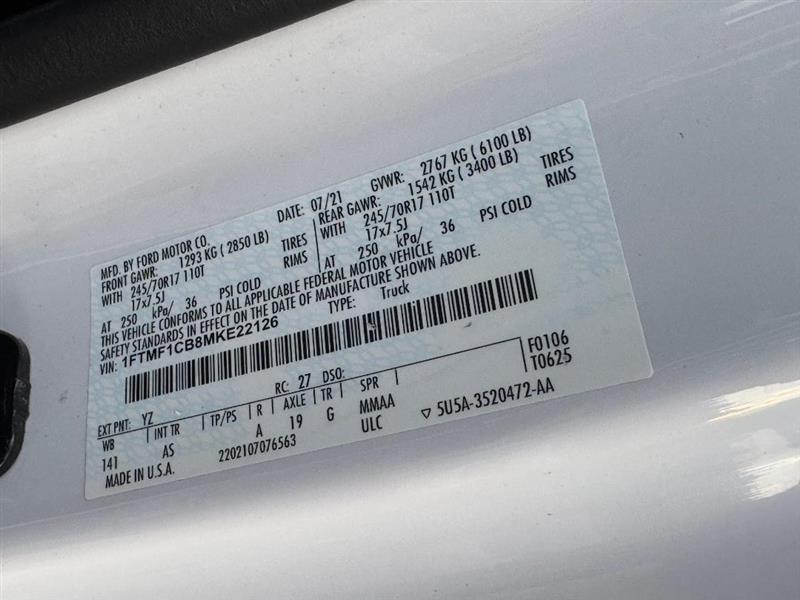 MFD. BY FORD MOTOR CO.
DATE: 07/21 GVWR: 2767 KG ( 6100 LB)
FRONT GAWR: 1293 KG ( 2850 LB) REAR GAWR: 1542 KG ( 3400 LB)
WITH 245/70R17 110T TIRES WITH 245/70R17 110T TIRES
17x7.5J RIMS 17x7.5J RIMS
AT 250 kPa/ 36 PSI COLD AT 250 kPa/ 36 PSI COLD
THIS VEHICLE CONFORMS TO ALL APPLICABLE FEDERAL MOTOR VEHICLE
SAFETY STANDARDS IN EFFECT ON THE DATE OF MANUFACTURE SHOWN ABOVE.
VIN: 1FTMF1CB8MKE22126 TYPE: Truck
F0106
T0625
EXT PNT: YZ RC: 27 DSO:
WB INT TR TP/PS R AXLE TR SPR
141 AS A 19 G MMAA
ULC
▽ 5U5A-3520472-AA
MADE IN U.S.A. 2202107076563